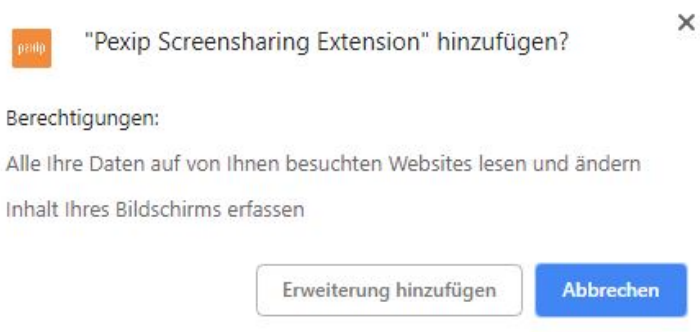 pexip
"Pexip Screensharing Extension" hinzufügen?
Berechtigungen:
Alle Ihre Daten auf von Ihnen besuchten Websites lesen und ändern
Inhalt Ihres Bildschirms erfassen
Erweiterung hinzufügen
Abbrechen